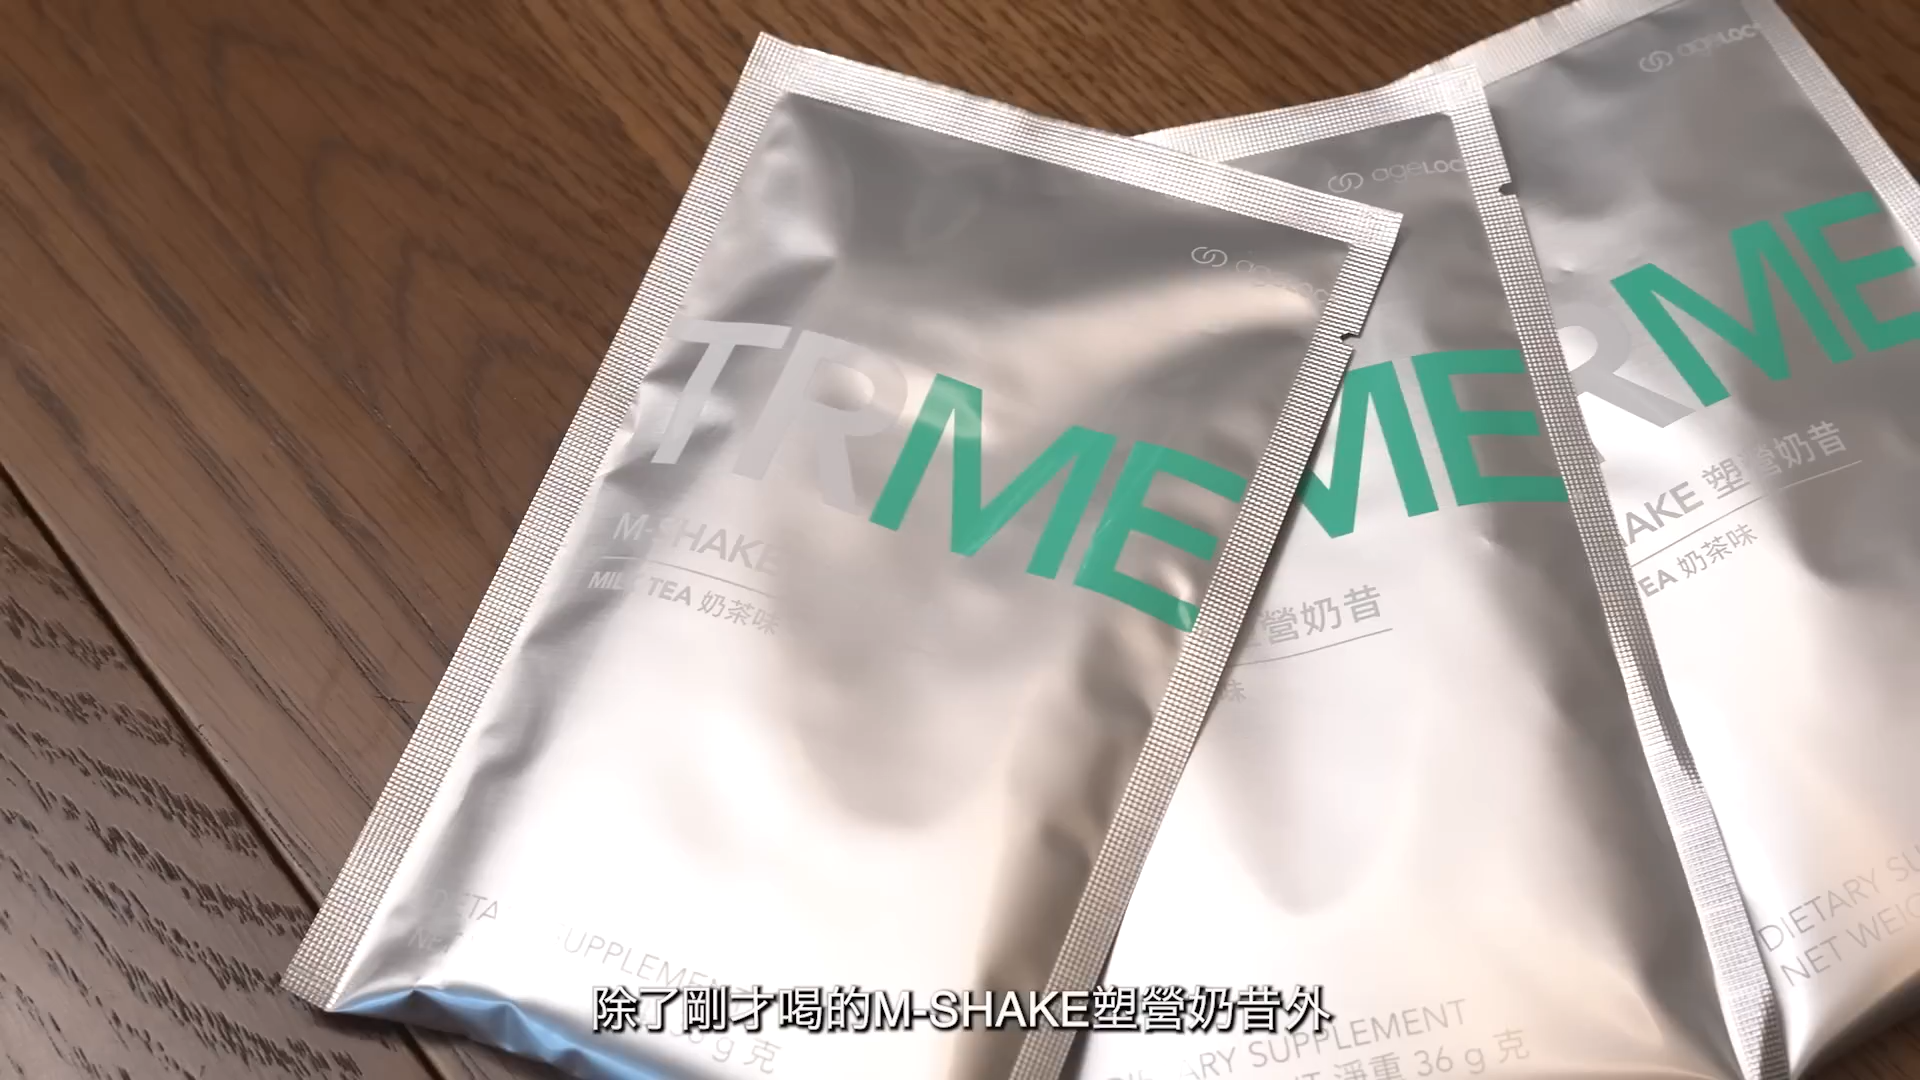 ageLOC
TRME
M-SHAKE
MILK TEA 奶茶味
SUPPLEMENT
g 克
ageLOC
ME
營奶昔
味
DIETARY SUPPLEMENT
淨重 36 g 克
ageLOC
RME
SHAKE 塑營奶昔
TEA 奶茶味
DIETARY SU
NET WEIG
除了剛才喝的M-SHAKE塑營奶昔外